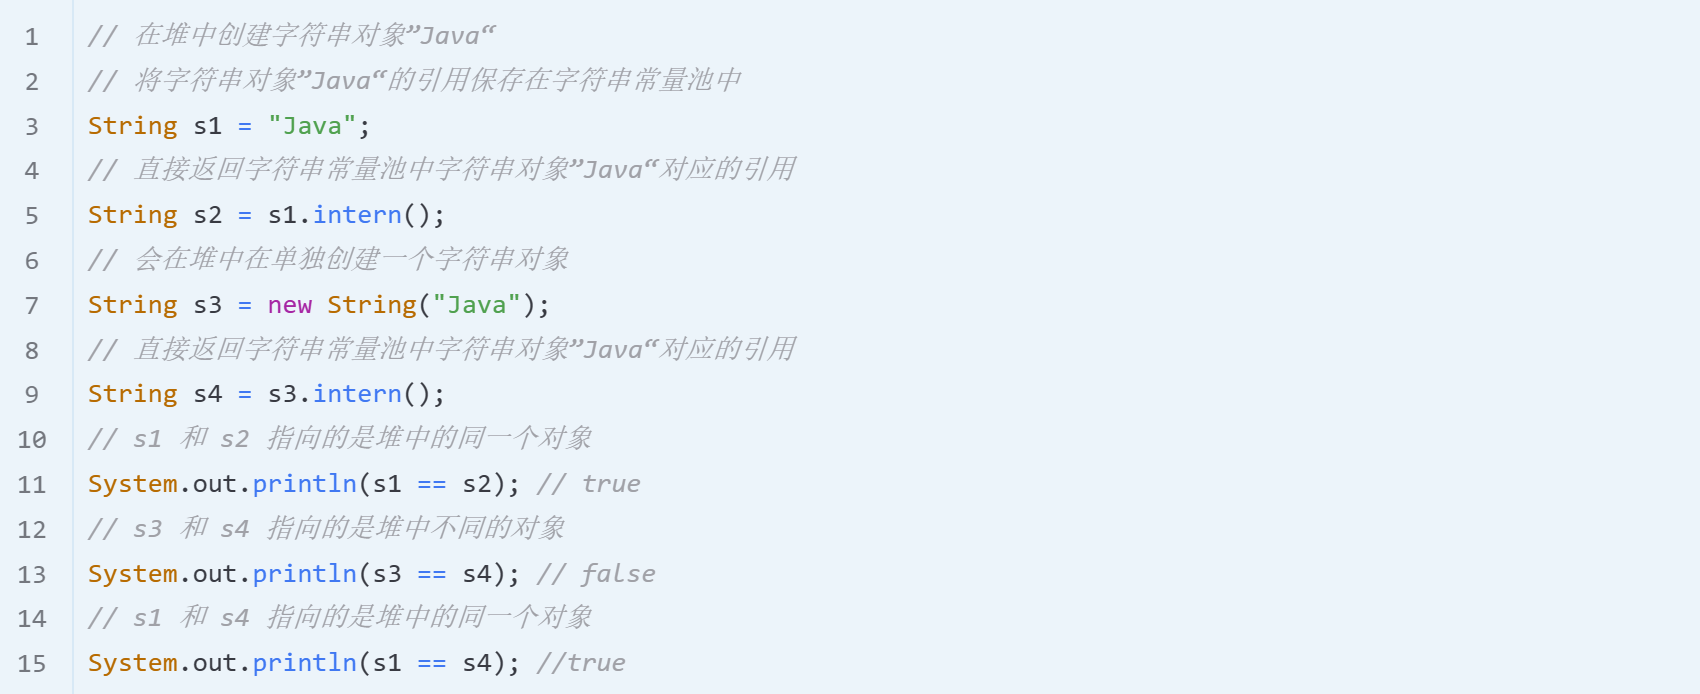 1 // 在堆中创建字符串对象”Java“
2 // 将字符串对象”Java“的引用保存在字符串常量池中
3 String s1 = "Java";
4 // 直接返回字符串常量池中字符串对象”Java“对应的引用
5 String s2 = s1.intern();
6 // 会在堆中在单独创建一个字符串对象
7 String s3 = new String("Java");
8 // 直接返回字符串常量池中字符串对象”Java“对应的引用
9 String s4 = s3.intern();
10 // s1 和 s2 指向的是堆中的同一个对象
11 System.out.println(s1 == s2); // true
12 // s3 和 s4 指向的是堆中不同的对象
13 System.out.println(s3 == s4); // false
14 // s1 和 s4 指向的是堆中的同一个对象
15 System.out.println(s1 == s4); //true